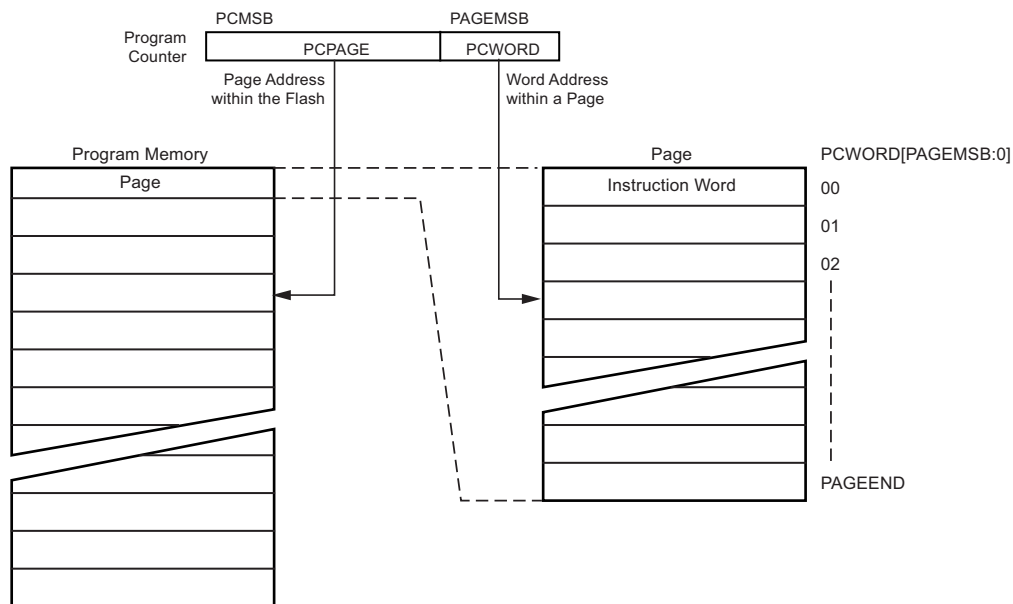 PCMSB PAGEMSB
Program
Counter
PCPAGE PCWORD
Page Address
within the Flash
Word Address
within a Page
Program Memory
Page
Page
Instruction Word
PCWORD[PAGEMSB:0]
00
01
02
PAGEEND